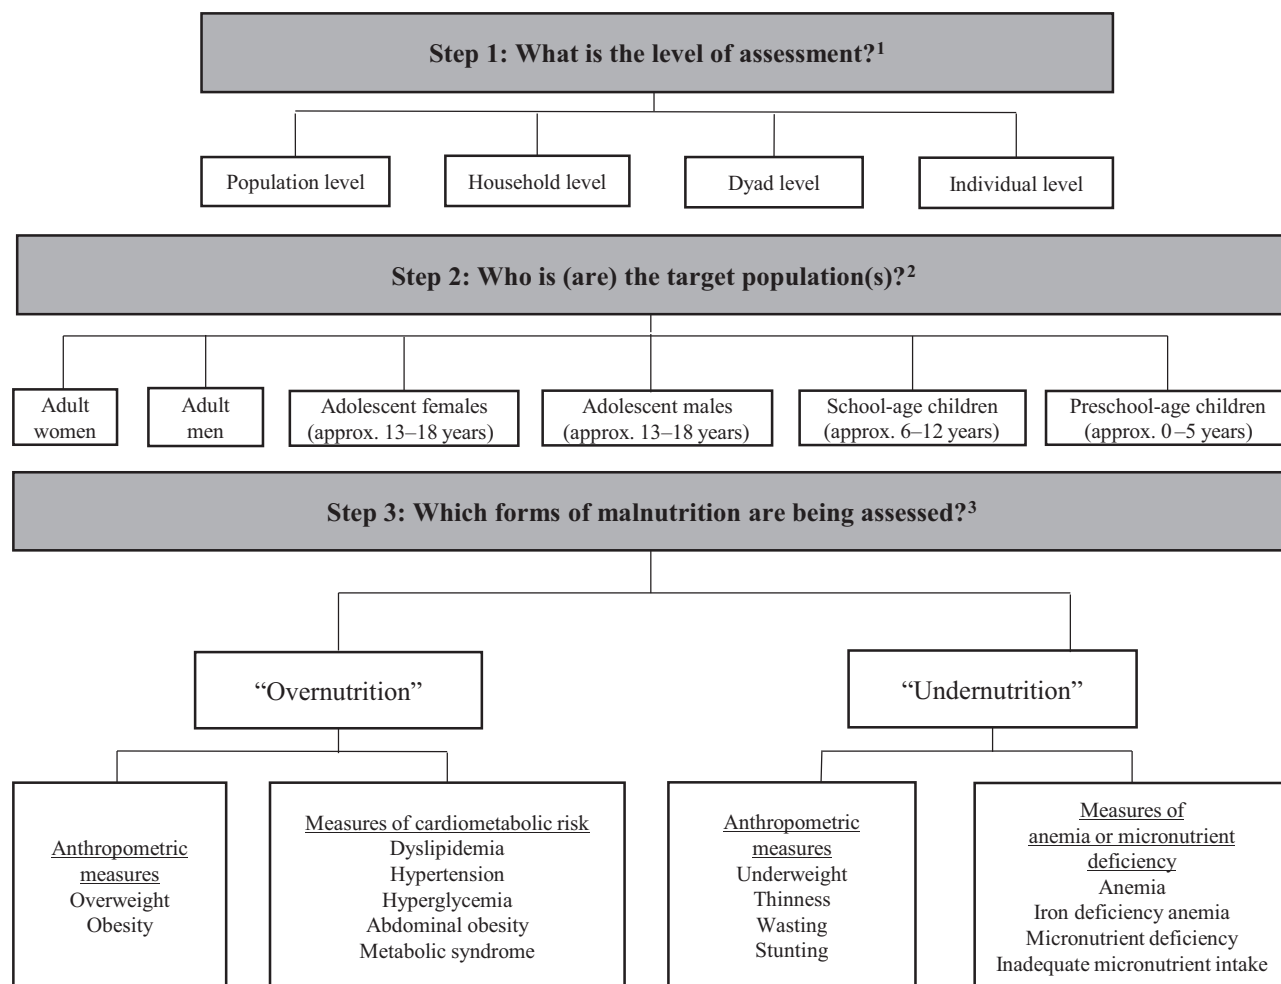 Step 1: What is the level of assessment?¹
Population level
Household level
Dyad level
Individual level
Step 2: Who is (are) the target population(s)?²
Adult
women
Adult
men
Adolescent females
(approx. 13–18 years)
Adolescent males
(approx. 13–18 years)
School-age children
(approx. 6–12 years)
Preschool-age children
(approx. 0–5 years)
Step 3: Which forms of malnutrition are being assessed?³
“Overnutrition”
“Undernutrition”
Anthropometric
measures
Overweight
Obesity
Measures of cardiometabolic risk
Dyslipidemia
Hypertension
Hyperglycemia
Abdominal obesity
Metabolic syndrome
Anthropometric
measures
Underweight
Thinness
Wasting
Stunting
Measures of
anemia or micronutrient
deficiency
Anemia
Iron deficiency anemia
Micronutrient deficiency
Inadequate micronutrient intake